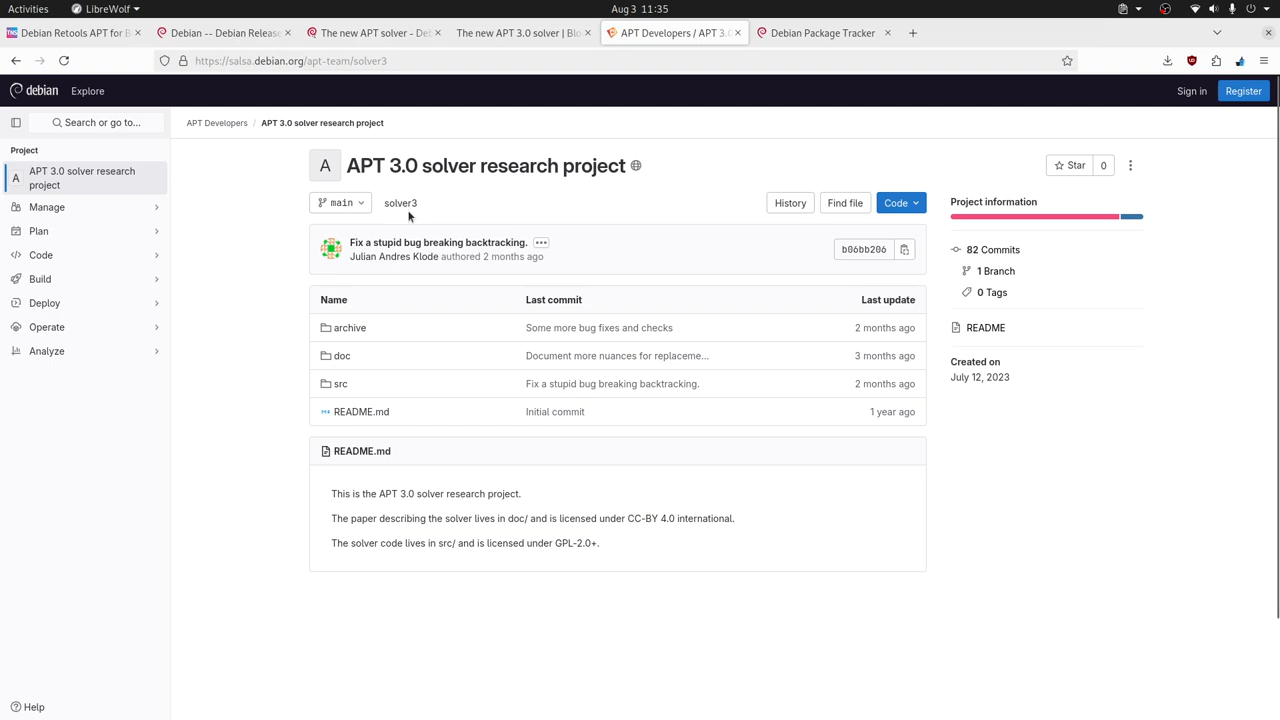 Activities
LibreWolf
Aug 3 11:35
Debian Retools APT for B
Debian -- Debian Releas
The new APT solver - Det
The new APT 3.0 solver | Blo
APT Developers / APT 3.0
Debian Package Tracker
https://salsa.debian.org/apt-team/solver3
debian
Explore
Sign in
Register
Search or go to...
Project
A
APT 3.0 solver research
project
Manage
Plan
Code
Build
Deploy
Operate
Analyze
Help
APT Developers / APT 3.0 solver research project
A
APT 3.0 solver research project
Star
0
main
solver3
History
Find file
Code
Fix a stupid bug breaking backtracking.
Julian Andres Klode authored 2 months ago
b06bb206
Name Last commit Last update
archive Some more bug fixes and checks 2 months ago
doc Document more nuances for replaceme... 3 months ago
src Fix a stupid bug breaking backtracking. 2 months ago
README.md Initial commit 1 year ago
README.md
This is the APT 3.0 solver research project.
The paper describing the solver lives in doc/ and is licensed under CC-BY 4.0 international.
The solver code lives in src/ and is licensed under GPL-2.0+.
Project information
82 Commits
1 Branch
0 Tags
README
Created on
July 12, 2023